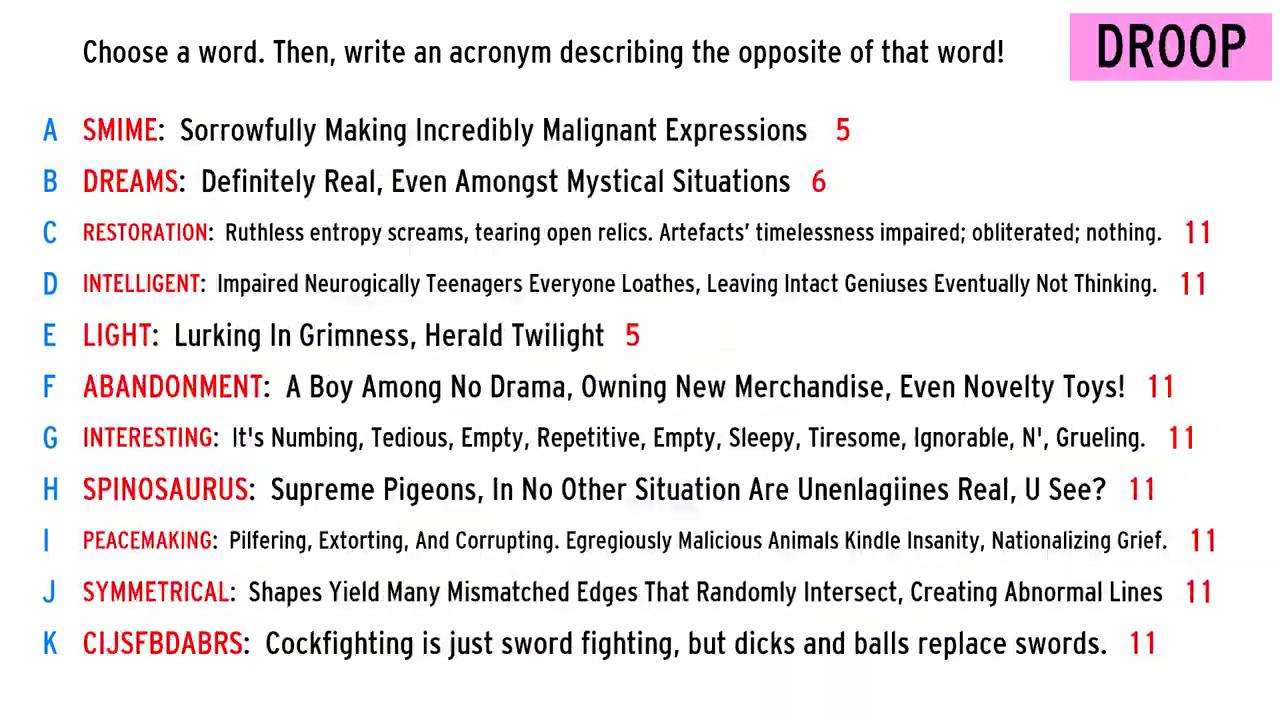 Choose a word. Then, write an acronym describing the opposite of that word!
DROOP
A SMIME: Sorrowfully Making Incredibly Malignant Expressions 5
B DREAMS: Definitely Real, Even Amongst Mystical Situations 6
C RESTORATION: Ruthless entropy screams, tearing open relics. Artefacts' timelessness impaired; obliterated; nothing. 11
D INTELLIGENT: Impaired Neurogically Teenagers Everyone Loathes, Leaving Intact Geniuses Eventually Not Thinking. 11
E LIGHT: Lurking In Grimness, Herald Twilight 5
F ABANDONMENT: A Boy Among No Drama, Owning New Merchandise, Even Novelty Toys! 11
G INTERESTING: It's Numbing, Tedious, Empty, Repetitive, Empty, Sleepy, Tiresome, Ignorable, N', Grueling. 11
H SPINOSAURUS: Supreme Pigeons, In No Other Situation Are Unenlagiines Real, U See? 11
I PEACEMAKING: Pilfering, Extorting, And Corrupting. Egregiously Malicious Animals Kindle Insanity, Nationalizing Grief. 11
J SYMMETRICAL: Shapes Yield Many Mismatched Edges That Randomly Intersect, Creating Abnormal Lines 11
K CIJSFBDABRS: Cockfighting is just sword fighting, but dicks and balls replace swords. 11